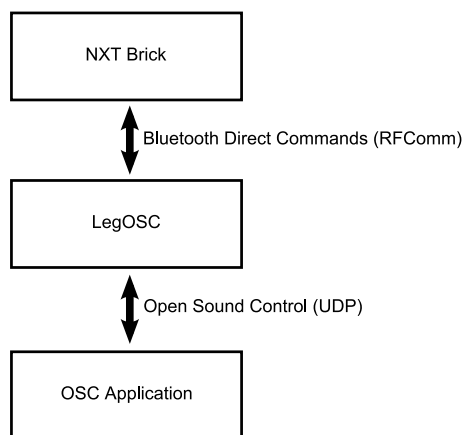 NXT Brick
Bluetooth Direct Commands (RFComm)
LegOSC
Open Sound Control (UDP)
OSC Application